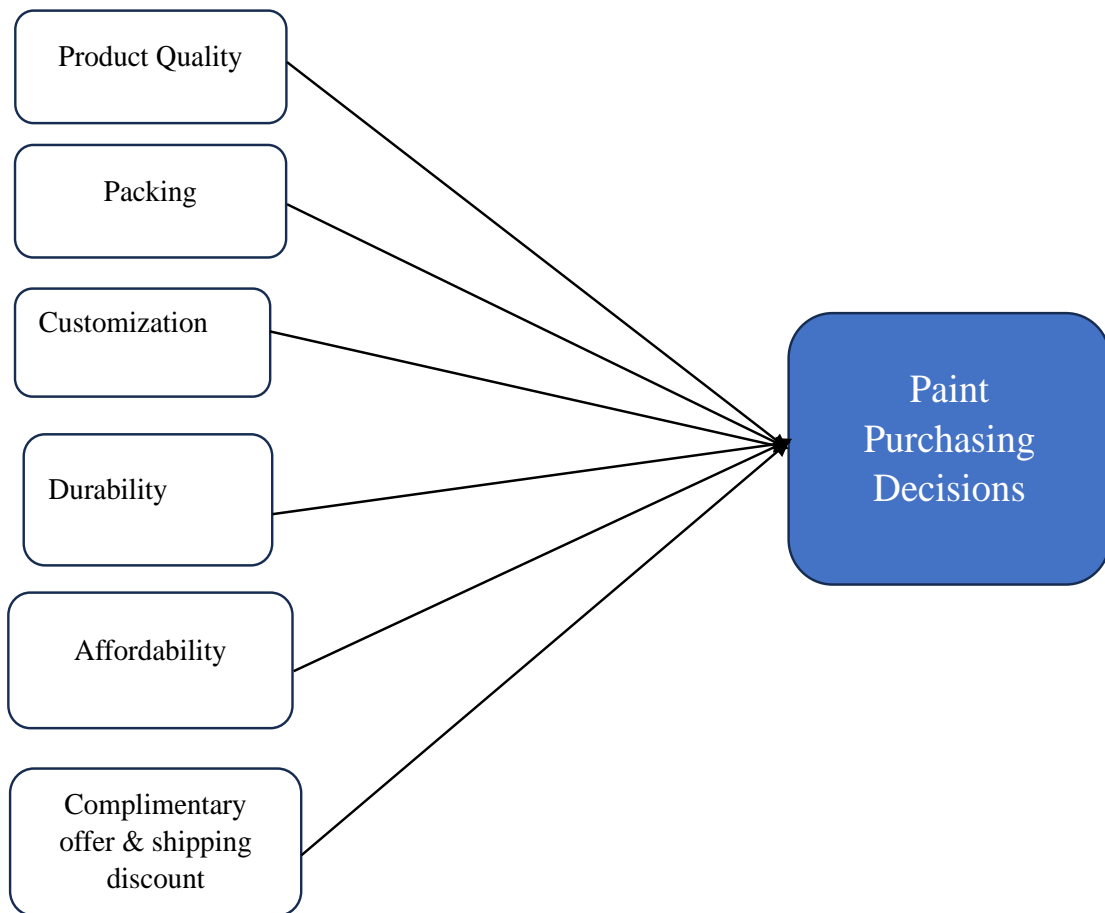 Product Quality
Packing
Customization
Durability
Affordability
Complimentary
offer & shipping
discount
Paint
Purchasing
Decisions